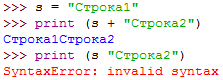 >>> s = "Строка1"
>>> print (s + "Строка2")
Строка1Строка2
>>> print (s "Строка2")
SyntaxError: invalid syntax